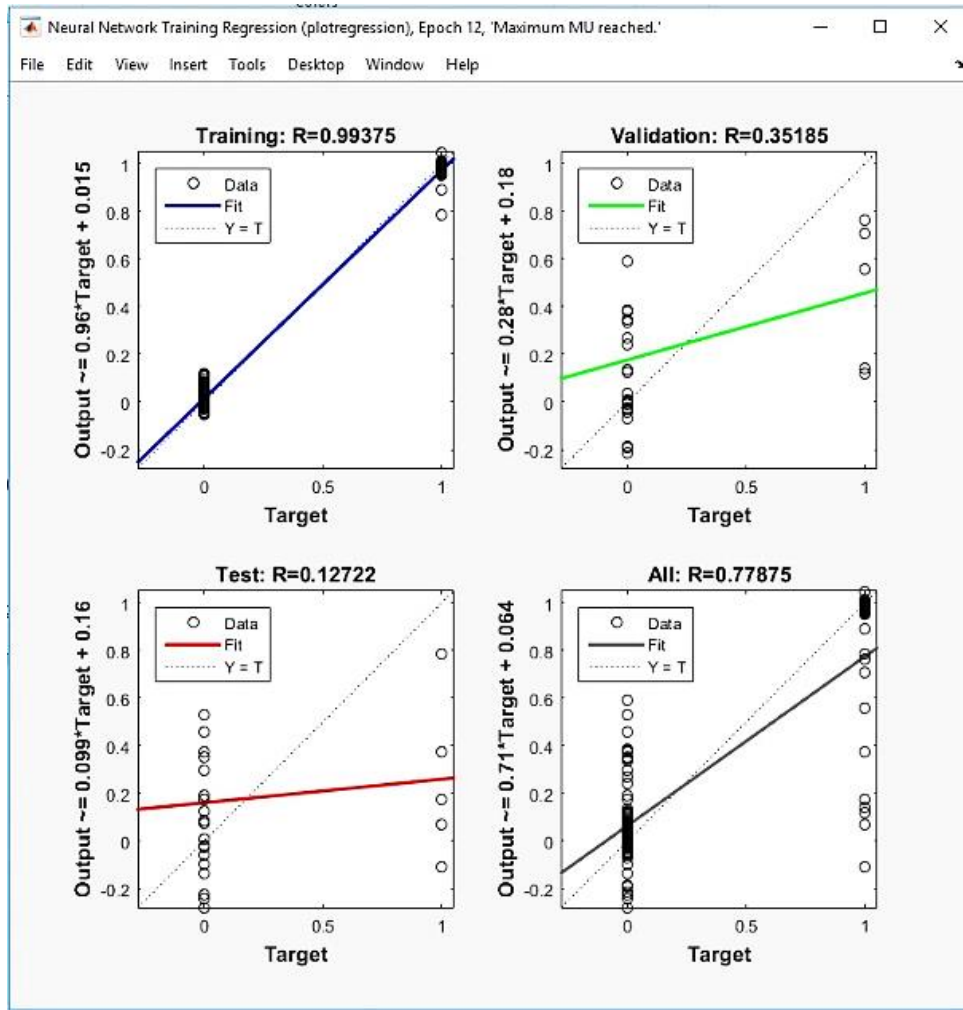 Neural Network Training Regression (plotregression), Epoch 12, 'Maximum MU reached.'
File Edit View Insert Tools Desktop Window Help
Training: R=0.99375
Output ~= 0.96*Target + 0.015
1
0.8
0.6
0.4
0.2
0
-0.2
Data
Fit
Y = T
0 0.5 1
Target
Validation: R=0.35185
Output ~= 0.28*Target + 0.18
1
0.8
0.6
0.4
0.2
0
-0.2
Data
Fit
Y = T
0 0.5 1
Target
Test: R=0.12722
Output ~= 0.099*Target + 0.16
1
0.8
0.6
0.4
0.2
0
-0.2
Data
Fit
Y = T
0 0.5 1
Target
All: R=0.77875
Output ~= 0.71*Target + 0.064
1
0.8
0.6
0.4
0.2
0
-0.2
Data
Fit
Y = T
0 0.5 1
Target